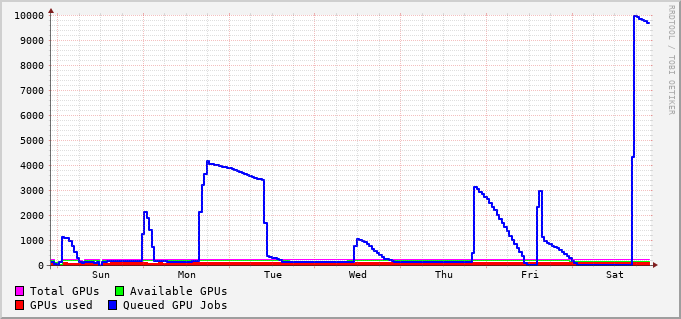 10000
9000
8000
7000
6000
5000
4000
3000
2000
1000
0
Sun Mon Tue Wed Thu Fri Sat
Total GPUs Available GPUs
GPUs used Queued GPU Jobs
RRDTOOL / TOBI OETIKER